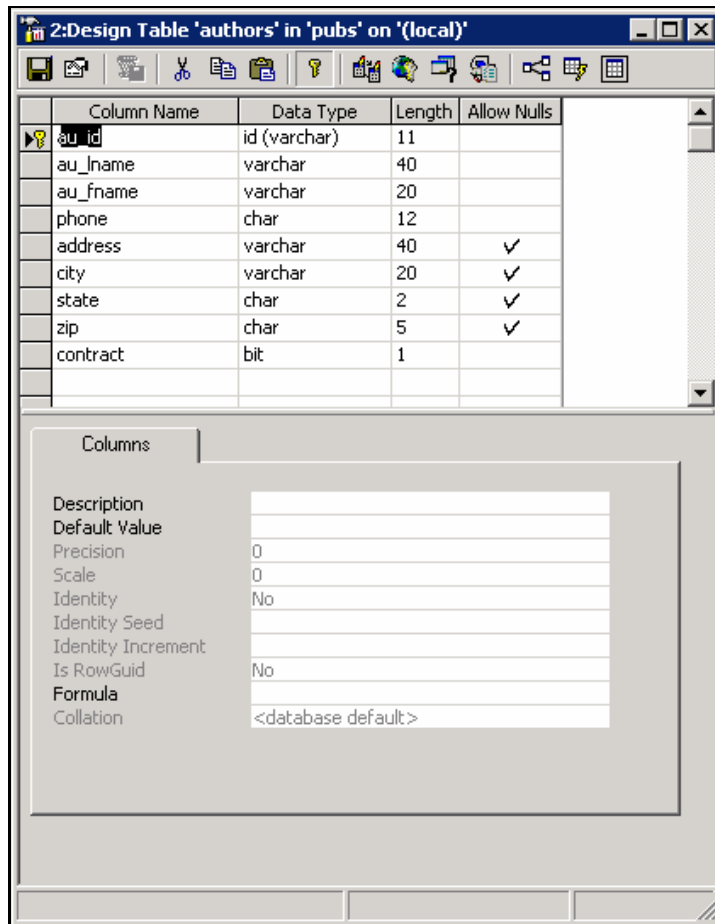 2:Design Table 'authors' in 'pubs' on '(local)'
Column Name Data Type Length Allow Nulls
au_id id (varchar) 11
au_lname varchar 40
au_fname varchar 20
phone char 12
address varchar 40
city varchar 20
state char 2
zip char 5
contract bit 1
Columns
Description
Default Value
Precision 0
Scale 0
Identity No
Identity Seed
Identity Increment
Is RowGuid No
Formula
Collation <database default>